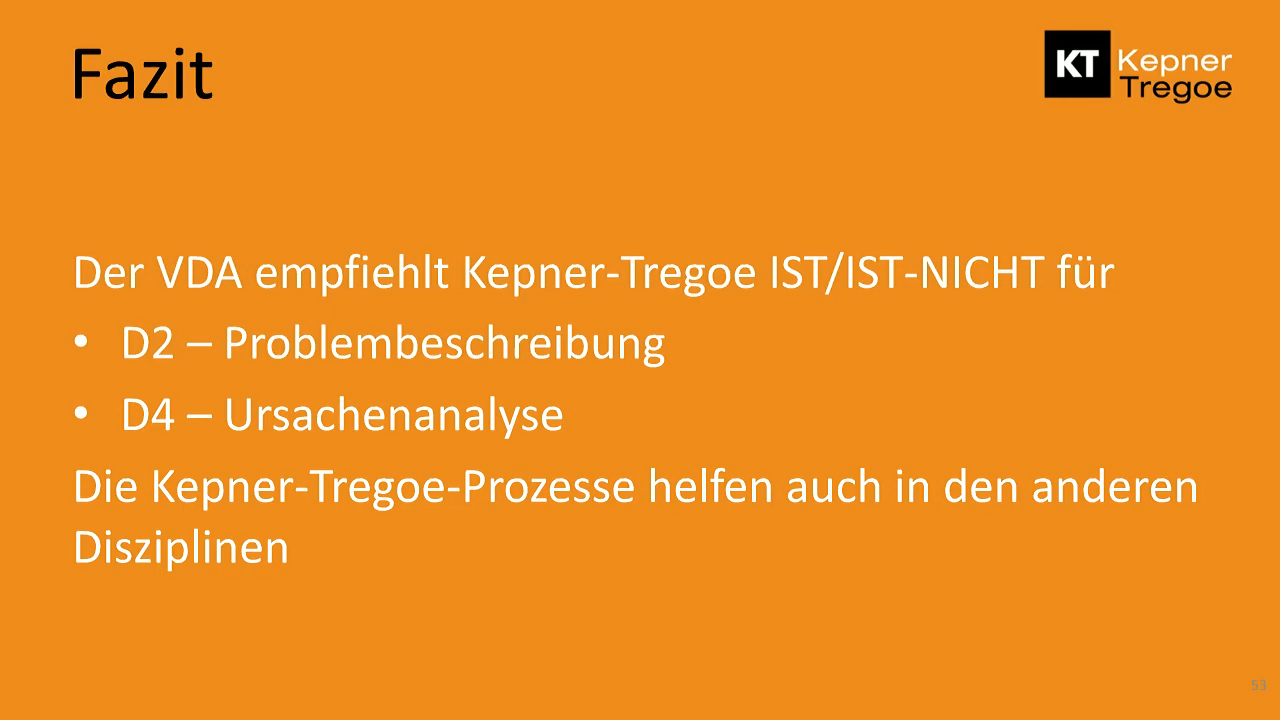 Fazit
KT Kepner
Tregoe
Der VDA empfiehlt Kepner-Tregoe IST/IST-NICHT für
• D2 – Problembeschreibung
• D4 – Ursachenanalyse
Die Kepner-Tregoe-Prozesse helfen auch in den anderen
Disziplinen
53